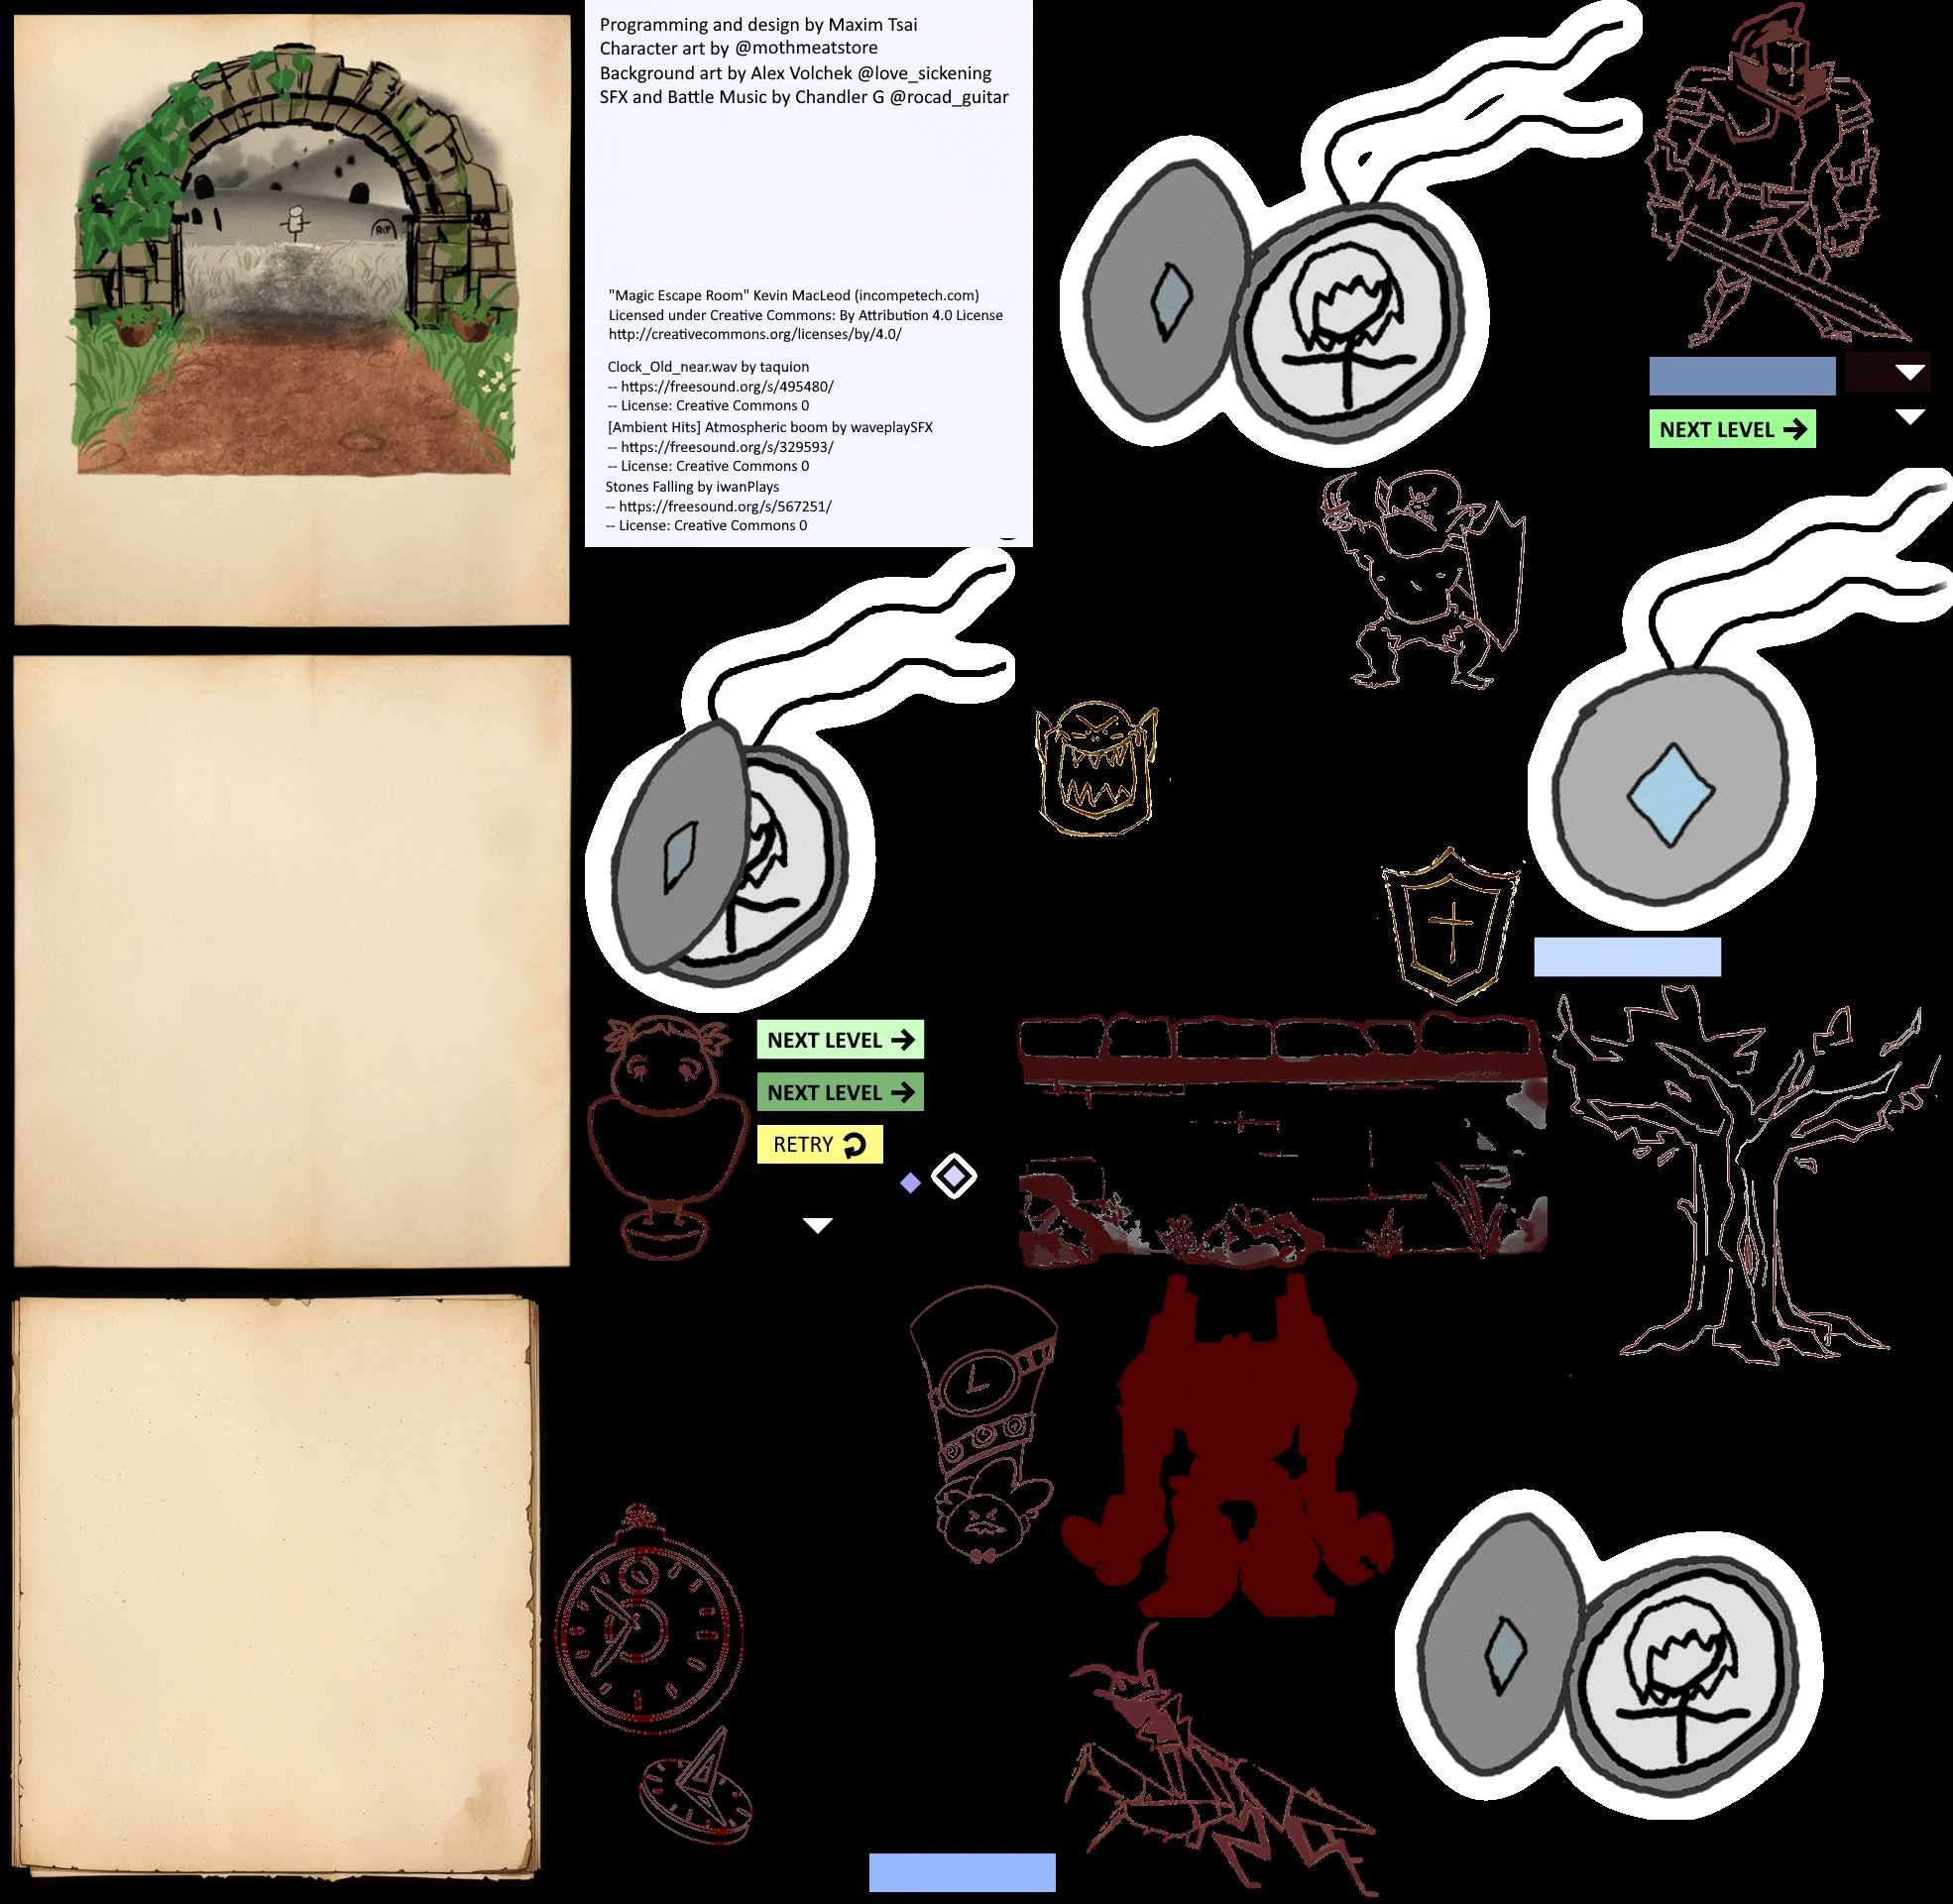 Programming and design by Maxim Tsai
Character art by @mothmeatstore
Background art by Alex Volchek @love_sickening
SFX and Battle Music by Chandler G @rocad_guitar
RIP
"Magic Escape Room" Kevin MacLeod (incompetech.com)
Licensed under Creative Commons: By Attribution 4.0 License
http://creativecommons.org/licenses/by/4.0/
Clock_Old_near.wav by taquion
-- https://freesound.org/s/495480/
-- License: Creative Commons 0
[Ambient Hits] Atmospheric boom by waveplaySFX
-- https://freesound.org/s/329593/
-- License: Creative Commons 0
Stones Falling by iwanPlays
-- https://freesound.org/s/567251/
-- License: Creative Commons 0
NEXT LEVEL
NEXT LEVEL
NEXT LEVEL
RETRY